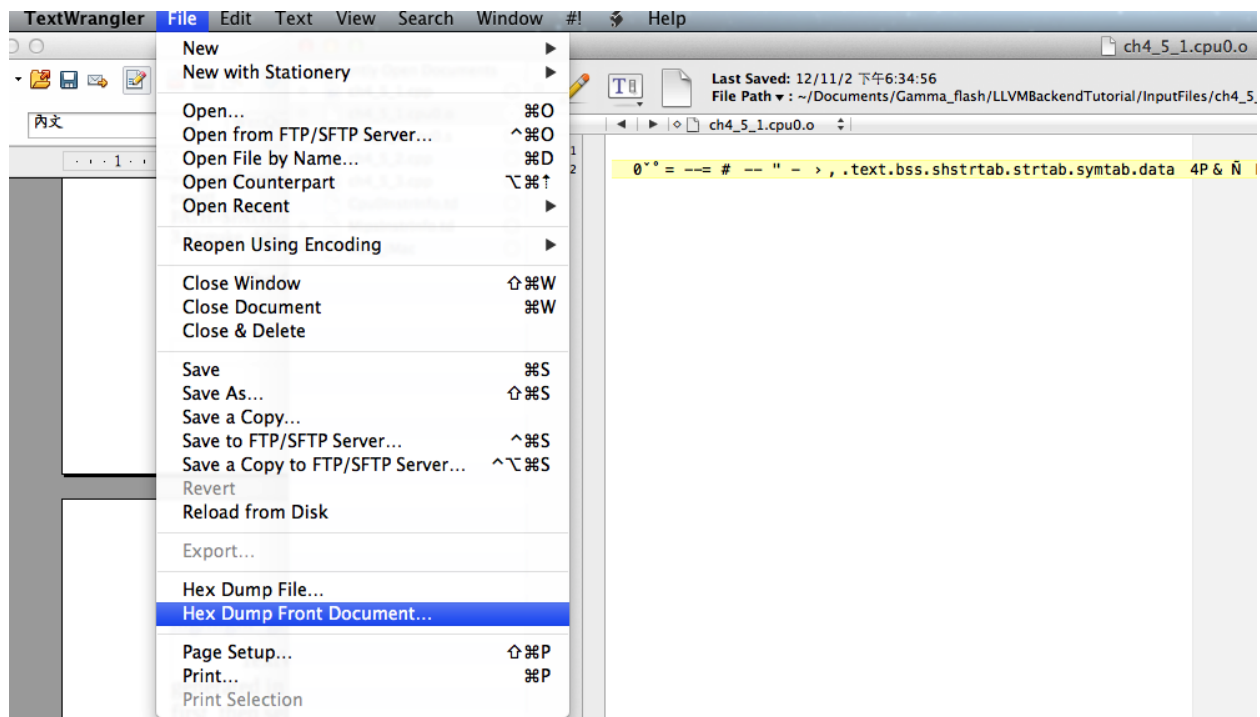 TextWrangler File Edit Text View Search Window #! Help
ch4_5_1.cpu0.o
Last Saved: 12/11/2 下午6:34:56
File Path ▾ : ~/Documents/Gamma_flash/LLVMBackendTutorial/InputFiles/ch4_5_
ch4_5_1.cpu0.o
內文
1
1
2
.text.bss.shstrtab.strtab.symtab.data 4P & Ñ
New ▶
New with Stationery ▶
Open... ⌘O
Open from FTP/SFTP Server... ^⌘O
Open File by Name... ⌘D
Open Counterpart ⌥⌘↑
Open Recent ▶
Reopen Using Encoding ▶
Close Window ⇧⌘W
Close Document ⌘W
Close & Delete
Save ⌘S
Save As... ⇧⌘S
Save a Copy...
Save to FTP/SFTP Server... ^⌘S
Save a Copy to FTP/SFTP Server... ^⌥⌘S
Revert
Reload from Disk
Export...
Hex Dump File...
Hex Dump Front Document...
Page Setup... ⇧⌘P
Print... ⌘P
Print Selection